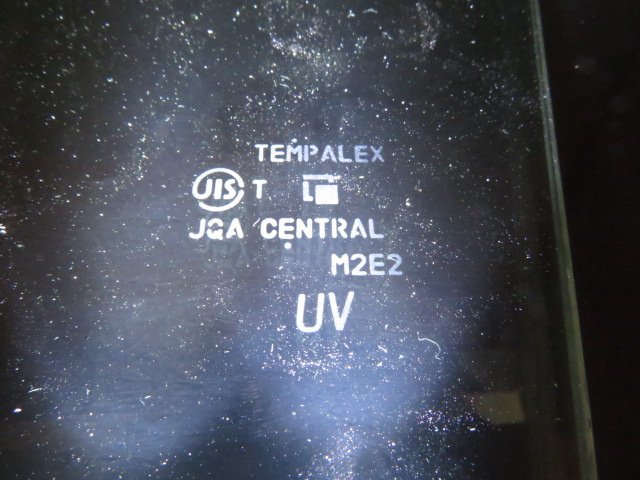 TEMPALEX
JIS T L
JQA CENTRAL
M2E2
UV